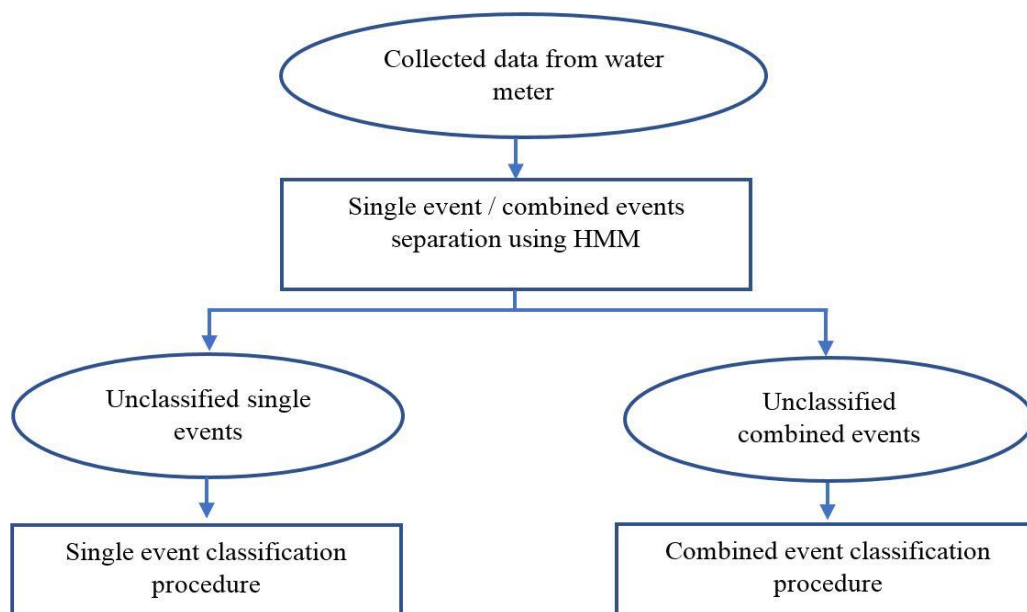 Collected data from water
meter
Single event / combined events
separation using HMM
Unclassified single
events
Unclassified
combined events
Single event classification
procedure
Combined event classification
procedure